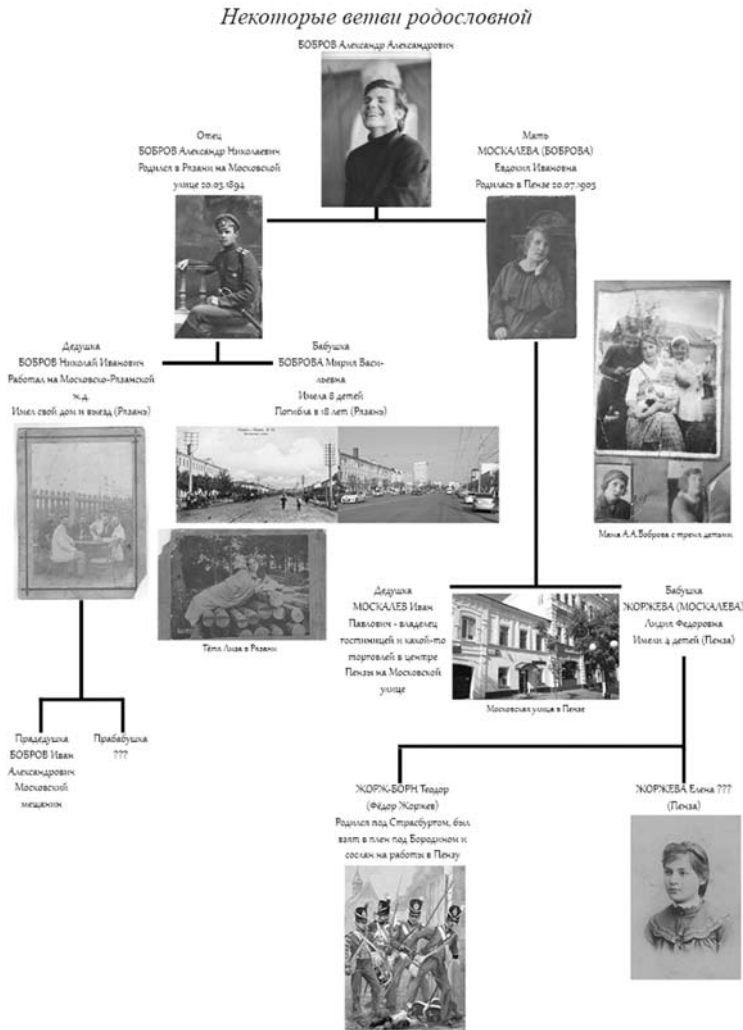 Некоторые ветви родословной
БОБРОВ Александр Александрович
Отец
БОБРОВ Александр Николаевич
Родился в Рязани на Московской
улице 20.03.1894
Мать
МОСКАЛЕВА (БОБРОВА)
Евдокия Ивановна
Родилась в Пензе 20.07.1903
Дедушка
БОБРОВ Николай Иванович
Работал на Московско-Рязанской
ж.д.
Имел свой дом и выезд (Рязань)
Бабушка
БОБРОВА Мария Васи-
льевна
Имела 8 детей
Погибла в 18 лет (Рязань)
Мама А.А.Боброва с тремя детьми
Тётя Лиза в Рязани
Дедушка
МОСКАЛЕВ Иван
Павлович - владелец
гостиницей и какой-то
торговлей в центре
Пензы на Московской
улице
Московская улица в Пензе
Бабушка
ЖОРЖЕВА (МОСКАЛЕВА)
Лидия Федоровна
Имели 4 детей (Пенза)
Прадедушка
БОБРОВ Иван
Александрович
Московский
мещанин
Прабабушка
???
ЖОРЖ-БОРН Теодор
(Фёдор Жоржев)
Родился под Страсбургом, был
взят в плен под Бородином и
сослан на работы в Пензу
ЖОРЖЕВА Елена ???
(Пенза)